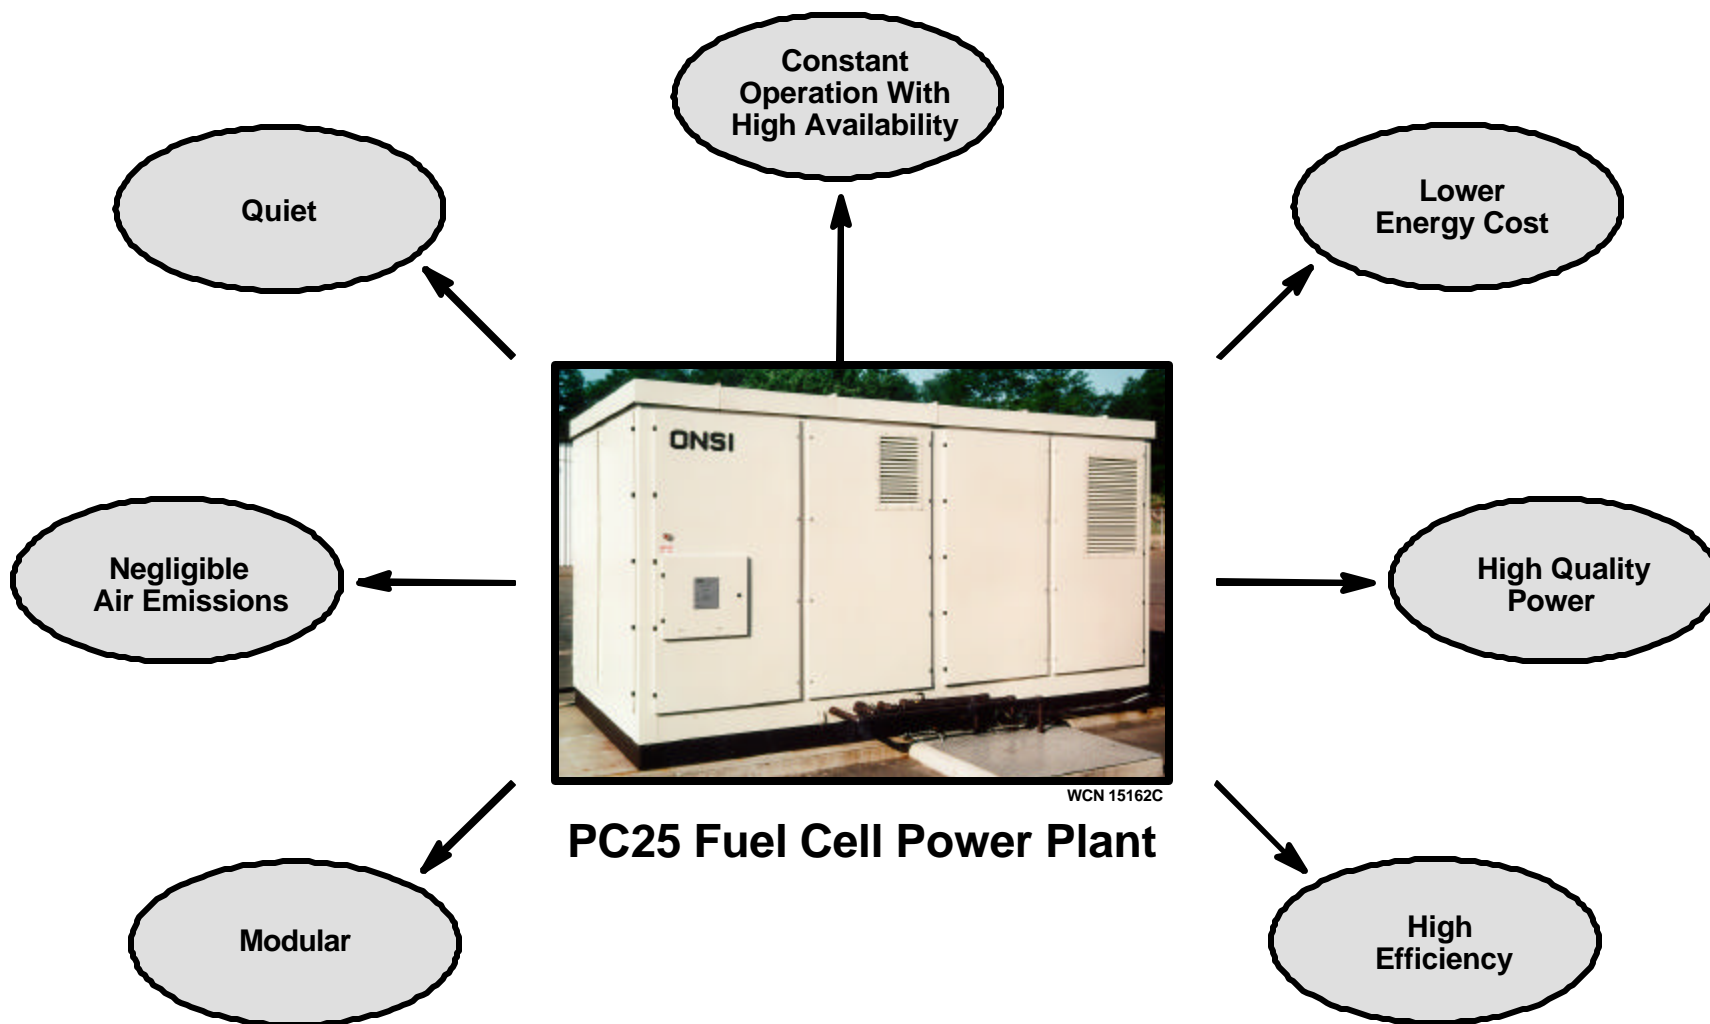 Constant
Operation With
High Availability
Quiet
Lower
Energy Cost
ONSI
Negligible
Air Emissions
High Quality
Power
WCN 15162C
PC25 Fuel Cell Power Plant
Modular
High
Efficiency